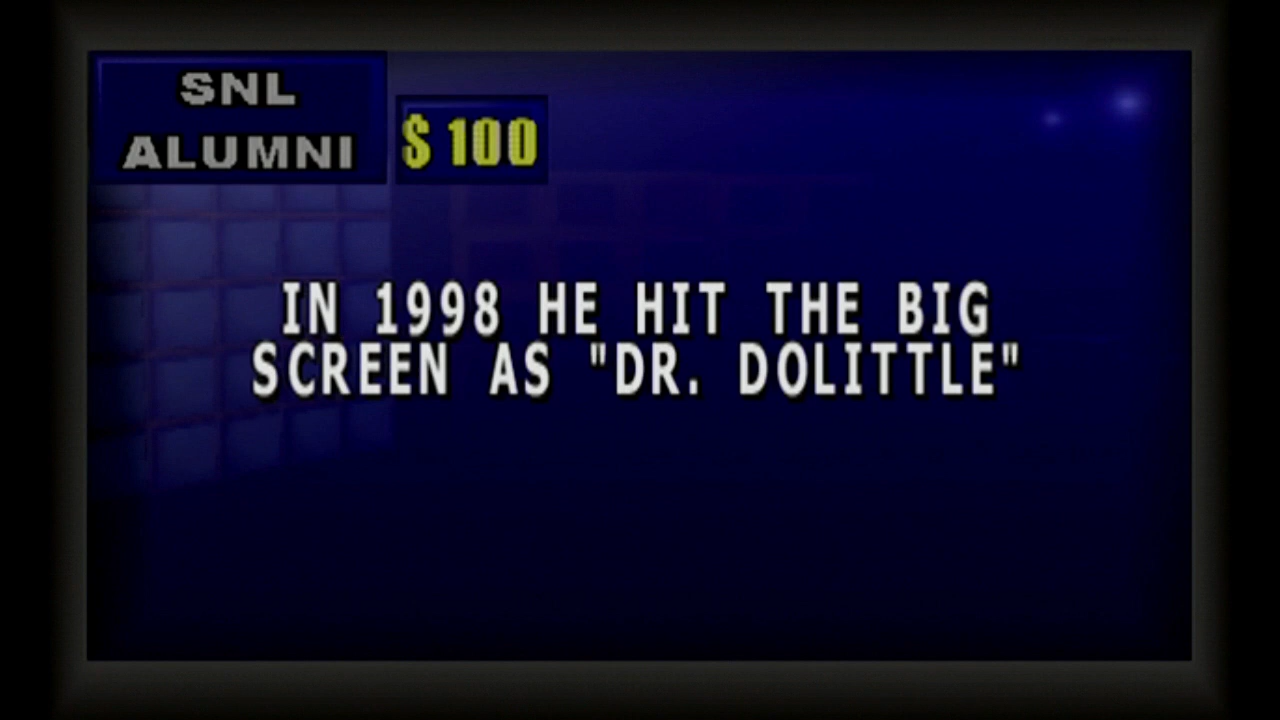 SNL
ALUMNI
$ 100
IN 1998 HE HIT THE BIG
SCREEN AS "DR. DOLITTLE"